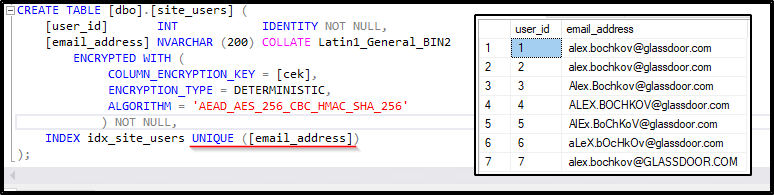 CREATE TABLE [dbo].[site_users] (
[user_id] INT IDENTITY NOT NULL,
[email_address] NVARCHAR (200) COLLATE Latin1_General_BIN2
ENCRYPTED WITH (
COLUMN_ENCRYPTION_KEY = [cek],
ENCRYPTION_TYPE = DETERMINISTIC,
ALGORITHM = 'AEAD_AES_256_CBC_HMAC_SHA_256'
) NOT NULL,
INDEX idx_site_users UNIQUE ([email_address])
);
user_id email_address
1 1 alex.bochkov@glassdoor.com
2 2 alex.bochkov@glassdoor.com
3 3 Alex.Bochkov@glassdoor.com
4 4 ALEX.BOCHKOV@glassdoor.com
5 5 AlEx.BoChKoV@glassdoor.com
6 6 aLeX.bOcHkOv@glassdoor.com
7 7 alex.bochkov@GLASSDOOR.COM